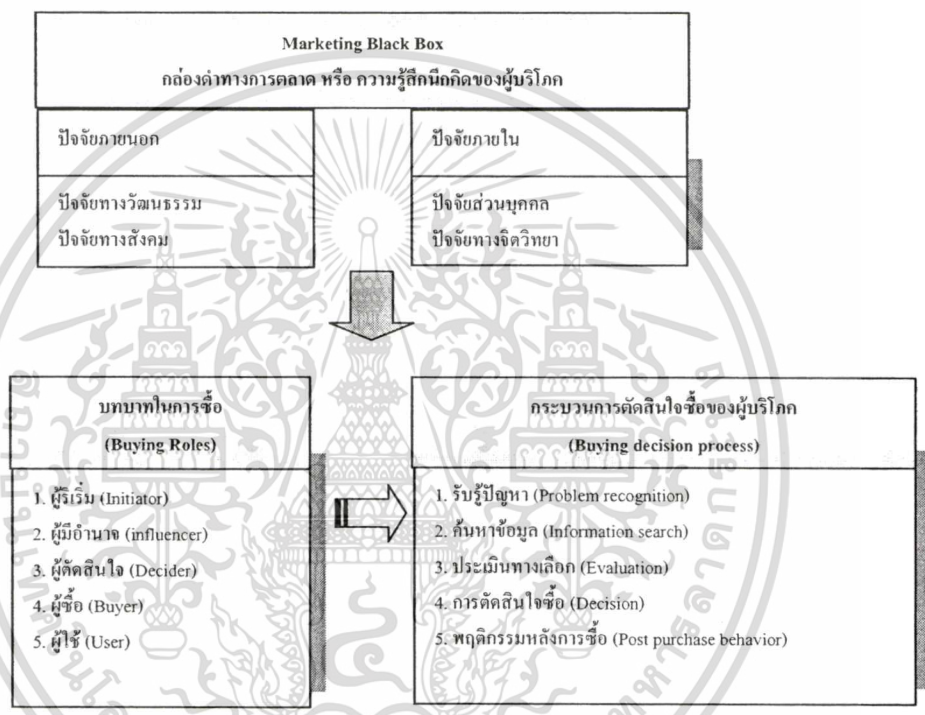 Marketing Black Box
กล่องดำทางการตลาด หรือ ความรู้สึกนึกคิดของผู้บริโภค
ปัจจัยภายนอก
ปัจจัยทางวัฒนธรรม
ปัจจัยทางสังคม
ปัจจัยภายใน
ปัจจัยส่วนบุคคล
ปัจจัยทางจิตวิทยา
บทบาทในการซื้อ
(Buying Roles)
1. ผู้ริเริ่ม (Initiator)
2. ผู้มีอำนาจ (influencer)
3. ผู้ตัดสินใจ (Decider)
4. ผู้ซื้อ (Buyer)
5. ผู้ใช้ (User)
กระบวนการตัดสินใจซื้อของผู้บริโภค
(Buying decision process)
1. รับรู้ปัญหา (Problem recognition)
2. ค้นหาข้อมูล (Information search)
3. ประเมินทางเลือก (Evaluation)
4. การตัดสินใจซื้อ (Decision)
5. พฤติกรรมหลังการซื้อ (Post purchase behavior)